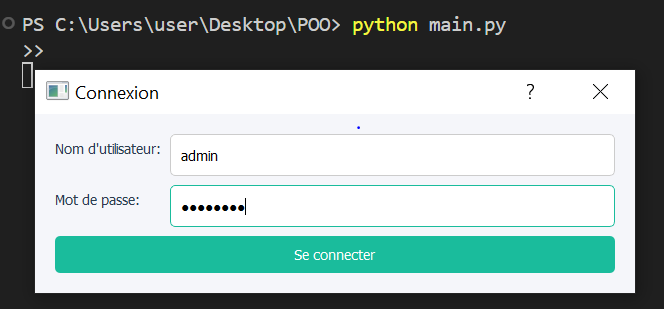 PS C:\Users\user\Desktop\POO> python main.py
>>
Connexion ?
Nom d'utilisateur: admin
Mot de passe: ●●●●●●●●
Se connecter